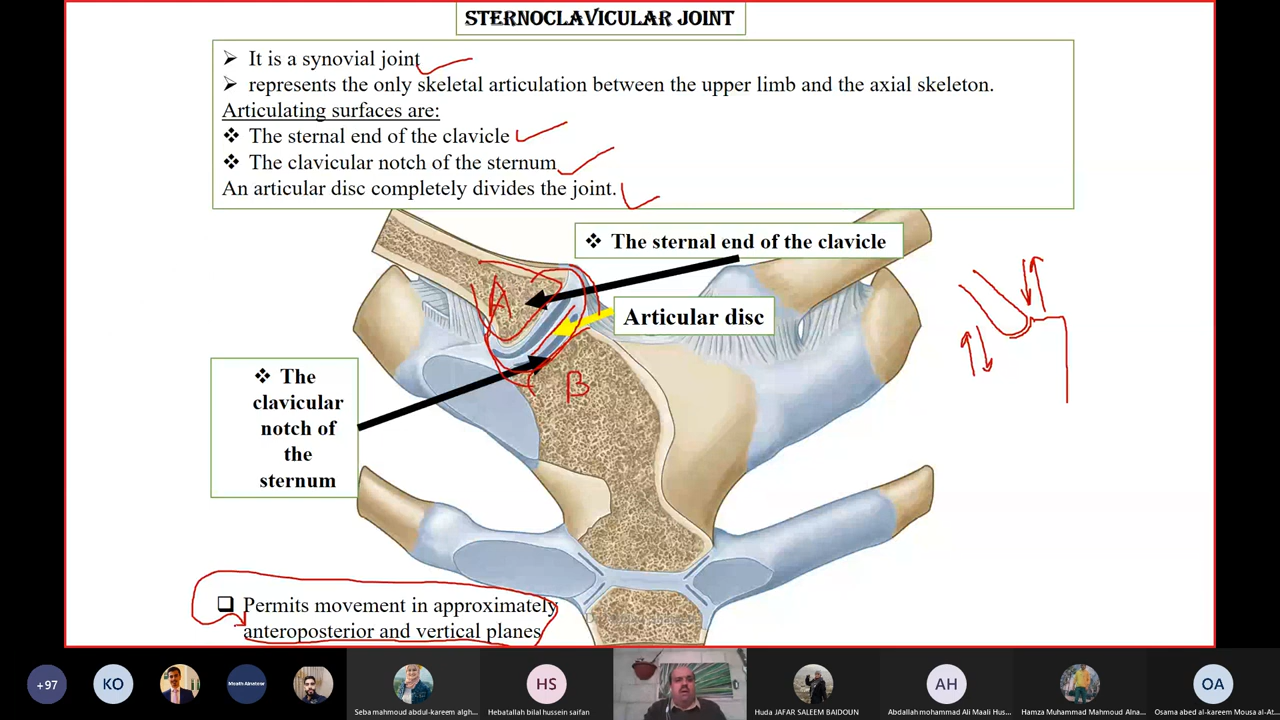 STERNOCLAVICULAR JOINT
➢ It is a synovial joint
➢ represents the only skeletal articulation between the upper limb and the axial skeleton.
Articulating surfaces are:
❖ The sternal end of the clavicle
❖ The clavicular notch of the sternum
An articular disc completely divides the joint.
❖ The sternal end of the clavicle
A
Articular disc
❖ The
clavicular
notch of
the
sternum
B
❑ Permits movement in approximately
anteroposterior and vertical planes
+97
KO
Seba mahmoud abdul-kareem algh...
HS
Hebatallah bilal hussein saifan
Huda JAFAR SALEEM BAIDOUN
AH
Abdallah mohammad Ali Maali Hus...
Hamza Muhammad Mahmoud Alna...
OA
Osama abed al-kareem Mousa al-At...